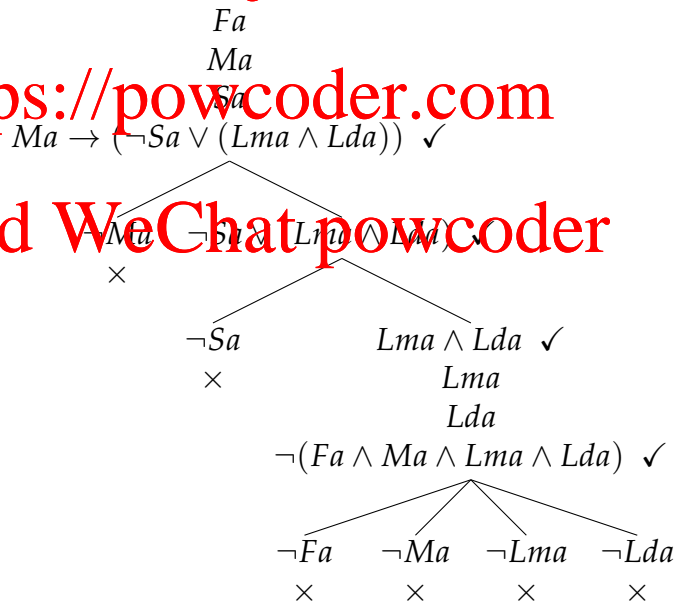 Fa
Ma
Sa
ps://powcoder.com
Ma → (¬Sa ∨ (Lma ∧ Lda)) ✓
d WeChat powcoder
¬Ma ¬Sa ∨ (Lma ∧ Lda) ✓
×
¬Sa Lma ∧ Lda ✓
× Lma
Lda
¬(Fa ∧ Ma ∧ Lma ∧ Lda) ✓
¬Fa ¬Ma ¬Lma ¬Lda
× × × ×